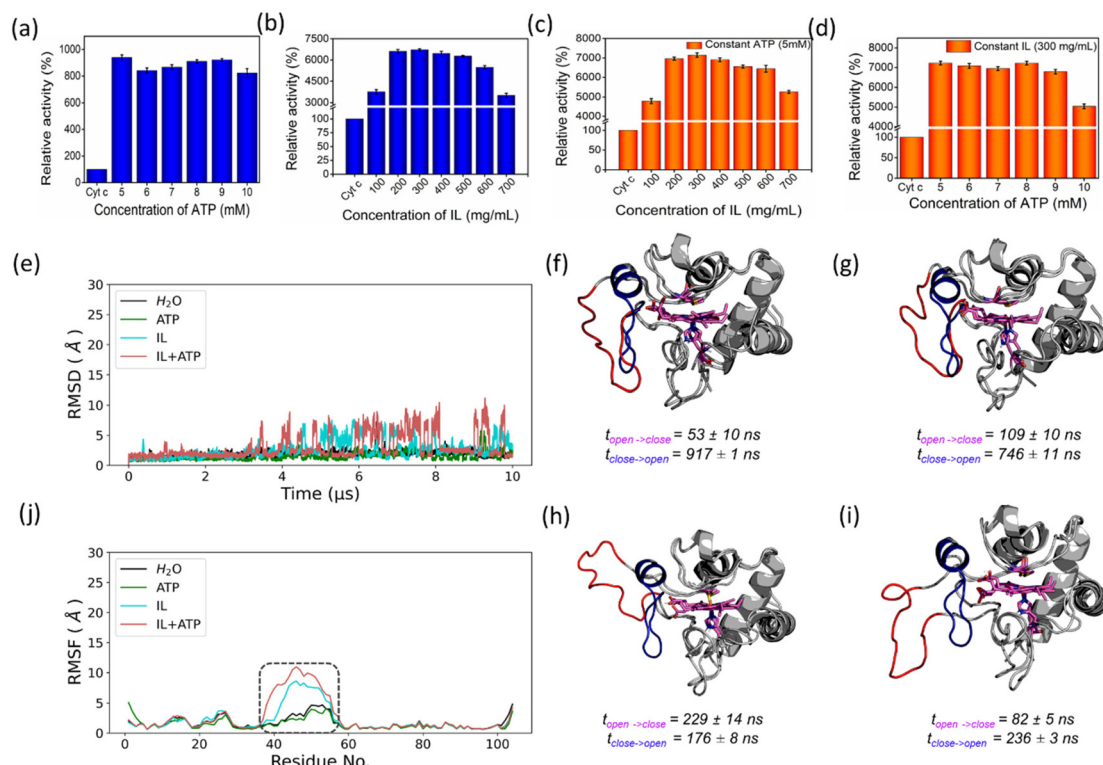 (a)
Relative activity (%)
1000
800
600
400
200
0
Cyt c 5 6 7 8 9 10
Concentration of ATP (mM)
(b)
Relative activity (%)
7500
6000
4500
3000
100
75
50
25
0
Cyt c 100 200 300 400 500 600 700
Concentration of IL (mg/mL)
(c)
Constant ATP (5mM)
Relative activity (%)
8000
7000
6000
5000
4000
100
50
0
Cyt c 100 200 300 400 500 600 700
Concentration of IL (mg/mL)
(d)
Constant IL (300 mg/mL)
Relative activity (%)
8000
7000
6000
5000
4000
100
50
0
Cyt c 5 6 7 8 9 10
Concentration of ATP (mM)
(e)
RMSD ( Å )
30
25
20
15
10
5
0
H2O
ATP
IL
IL+ATP
0 2 4 6 8 10
Time (μs)
(f)
topen ->close = 53 ± 10 ns
tclose->open = 917 ± 1 ns
(g)
topen ->close = 109 ± 10 ns
tclose->open = 746 ± 11 ns
(j)
RMSF ( Å )
30
25
20
15
10
5
0
H2O
ATP
IL
IL+ATP
0 20 40 60 80 100
Residue No.
(h)
topen ->close = 229 ± 14 ns
tclose->open = 176 ± 8 ns
(i)
topen ->close = 82 ± 5 ns
tclose->open = 236 ± 3 ns